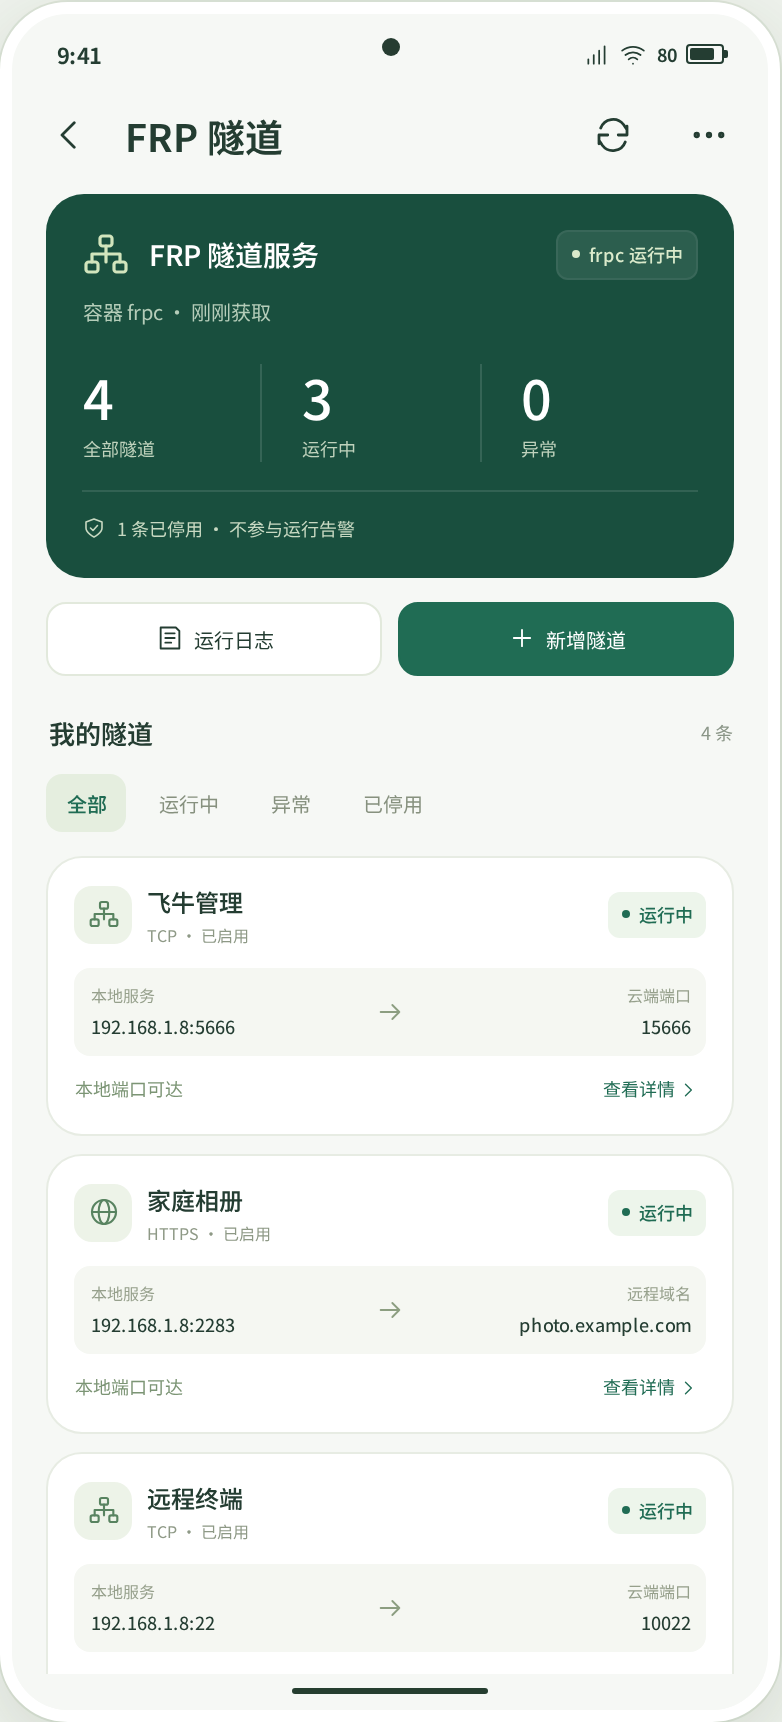 9:41
80
FRP 隧道
FRP 隧道服务
frpc 运行中
容器 frpc · 刚刚获取
4
3
0
全部隧道
运行中
异常
1 条已停用 · 不参与运行告警
运行日志
新增隧道
我的隧道
4 条
全部
运行中
异常
已停用
飞牛管理
TCP · 已启用
运行中
本地服务
云端端口
192.168.1.8:5666
15666
本地端口可达
查看详情
家庭相册
HTTPS · 已启用
运行中
本地服务
远程域名
192.168.1.8:2283
photo.example.com
本地端口可达
查看详情
远程终端
TCP · 已启用
运行中
本地服务
云端端口
192.168.1.8:22
10022